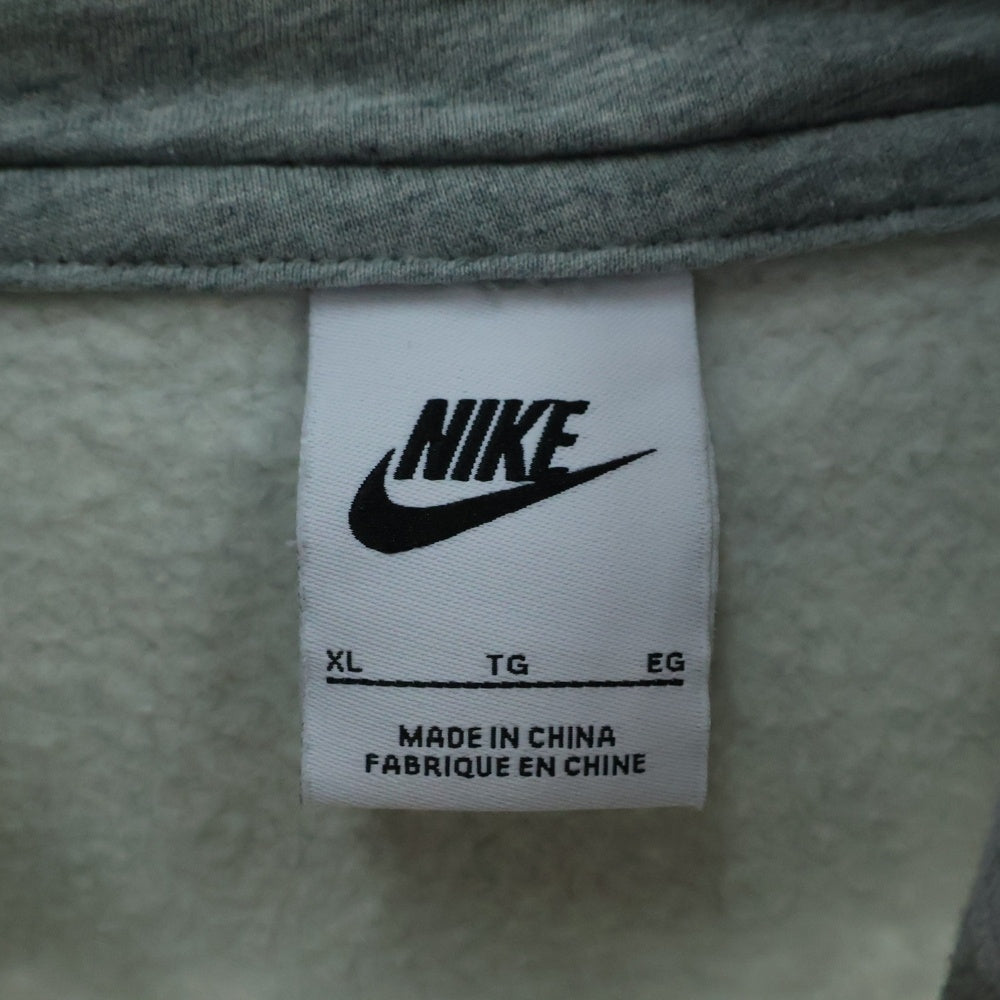 NIKE
XL TG EG
MADE IN CHINA
FABRIQUE EN CHINE